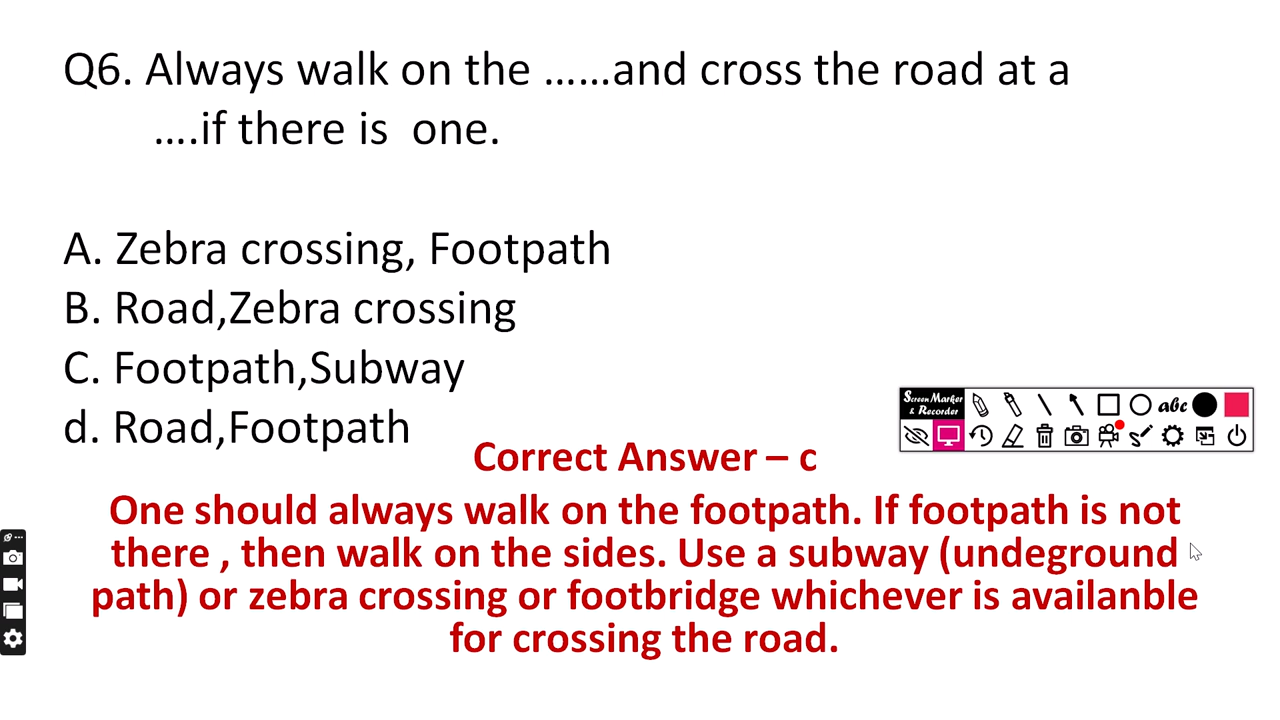 Q6. Always walk on the ……and cross the road at a
….if there is  one.
A. Zebra crossing, Footpath
B. Road,Zebra crossing
C. Footpath,Subway
d. Road,Footpath
Screen Marker
& Recorder
abc
Correct Answer – c
One should always walk on the footpath. If footpath is not
there , then walk on the sides. Use a subway (undeground
path) or zebra crossing or footbridge whichever is availanble
for crossing the road.